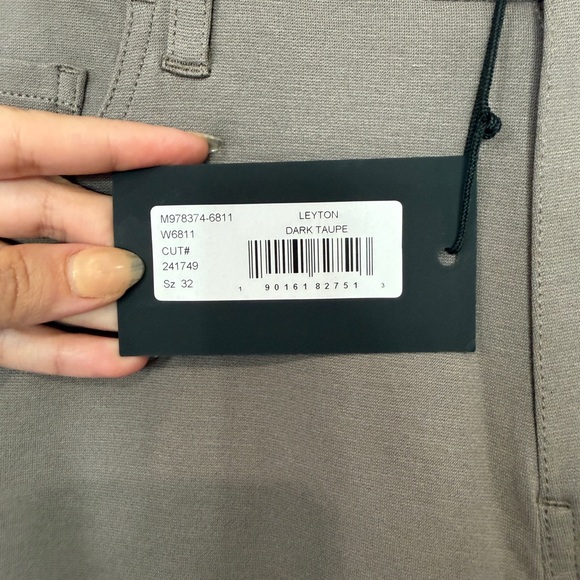 M978374-6811
W6811
CUT#
241749
Sz 32
LEYTON
DARK TAUPE
1 90161 82751 3